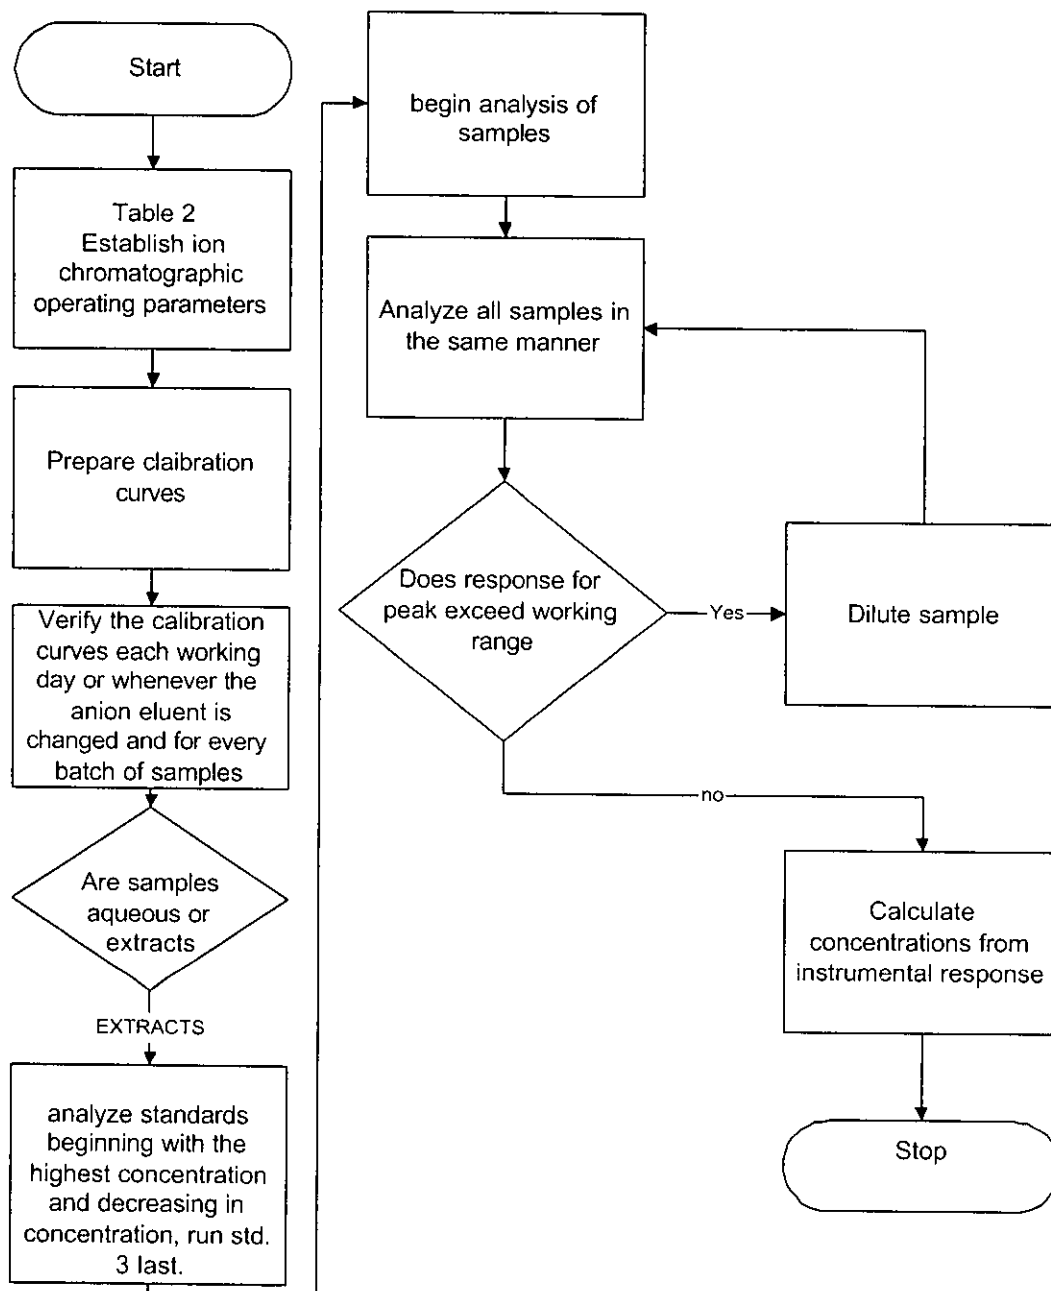 Start
Table 2
Establish ion
chromatographic
operating parameters
Prepare claibration
curves
Verify the calibration
curves each working
day or whenever the
anion eluent is
changed and for every
batch of samples
Are samples
aqueous or
extracts
EXTRACTS
analyze standards
beginning with the
highest concentration
and decreasing in
concentration, run std.
3 last.
begin analysis of
samples
Analyze all samples in
the same manner
Does response for
peak exceed working
range
Yes
Dilute sample
no
Calculate
concentrations from
instrumental response
Stop